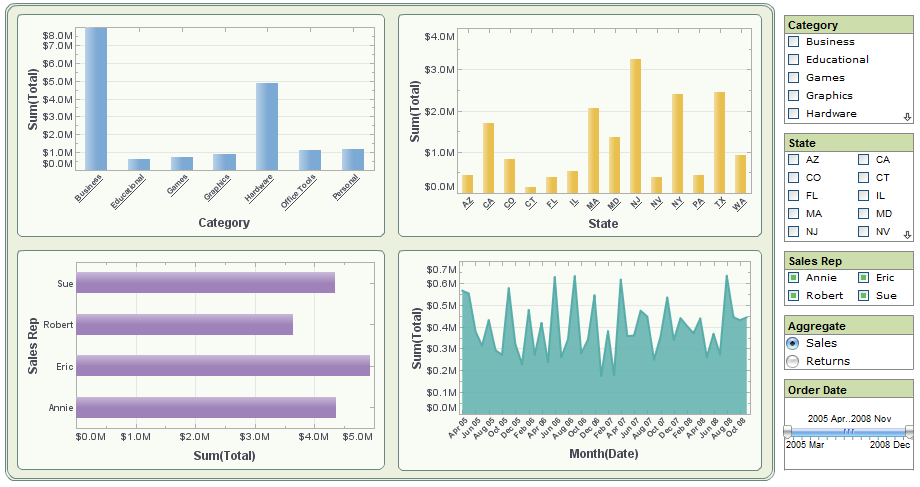 $8.0M
$7.0M
$6.0M
$5.0M
$4.0M
$3.0M
$2.0M
$1.0M
$0.0M
Sum(Total)
Business
Educational
Games
Graphics
Hardware
Office Tools
Personal
Category
$4.0M
$3.0M
$2.0M
$1.0M
$0.0M
Sum(Total)
AZ
CA
CO
CT
FL
IL
MA
MD
NJ
NV
NY
PA
TX
WA
State
Sales Rep
Sue
Robert
Eric
Annie
$0.0M $1.0M $2.0M $3.0M $4.0M $5.0M
Sum(Total)
$0.7M
$0.6M
$0.5M
$0.4M
$0.3M
$0.2M
$0.1M
$0.0M
Sum(Total)
Apr 05
Jun 05
Aug 05
Oct 05
Dec 05
Feb 06
Apr 06
Jun 06
Aug 06
Oct 06
Dec 06
Feb 07
Apr 07
Jun 07
Aug 07
Oct 07
Dec 07
Feb 08
Apr 08
Jun 08
Aug 08
Oct 08
Month(Date)
Category
Business
Educational
Games
Graphics
Hardware
State
AZ CA
CO CT
FL IL
MA MD
NJ NV
Sales Rep
Annie Eric
Robert Sue
Aggregate
Sales
Returns
Order Date
2005 Apr..2008 Nov
2005 Mar 2008 Dec